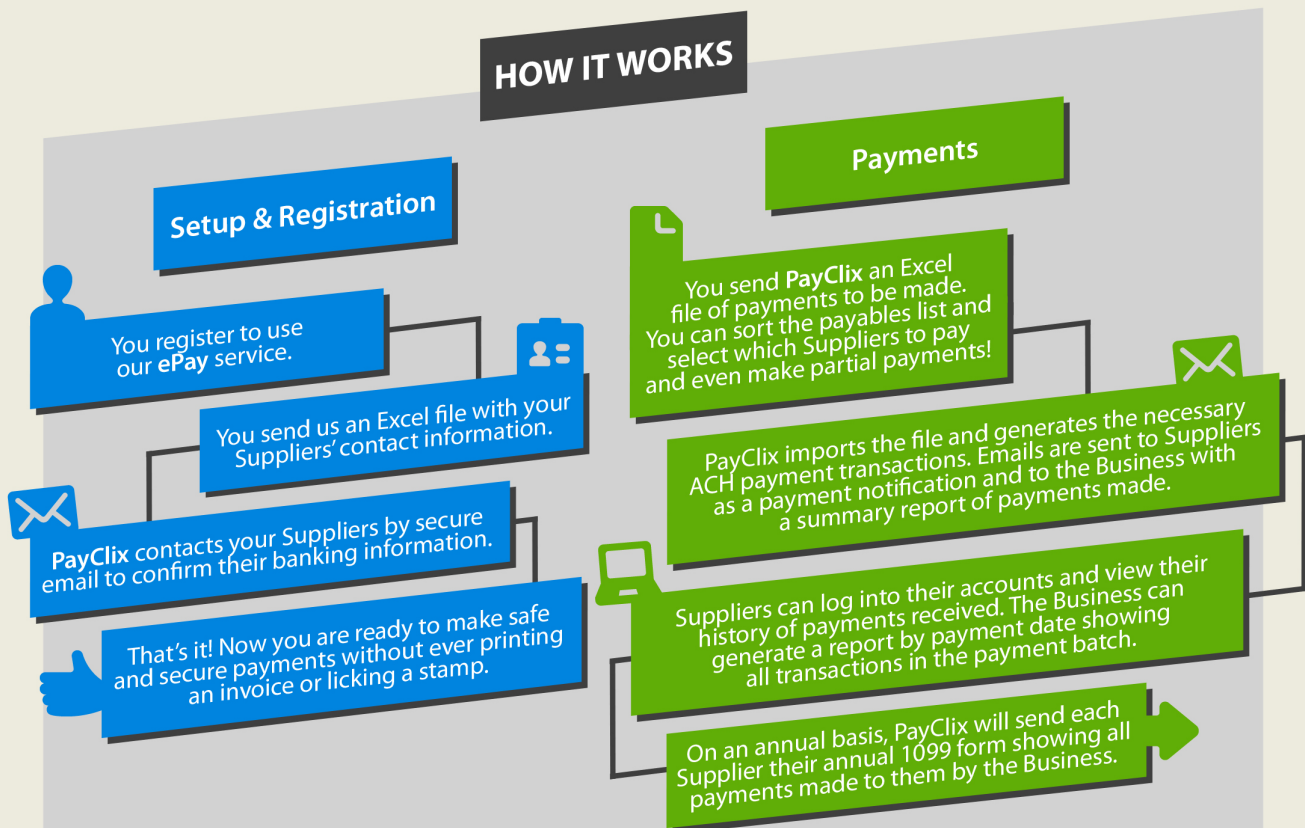 HOW IT WORKS
Setup & Registration
You register to use
our ePay service.
You send us an Excel file with your
Suppliers’ contact information.
PayClix contacts your Suppliers by secure
email to confirm their banking information.
That’s it! Now you are ready to make safe
and secure payments without ever printing
an invoice or licking a stamp.
Payments
You send PayClix an Excel
file of payments to be made.
You can sort the payables list and
select which Suppliers to pay
and even make partial payments!
PayClix imports the file and generates the necessary
ACH payment transactions. Emails are sent to Suppliers
as a payment notification and to the Business with
a summary report of payments made.
Suppliers can log into their accounts and view their
history of payments received. The Business can
generate a report by payment date showing
all transactions in the payment batch.
On an annual basis, PayClix will send each
Supplier their annual 1099 form showing all
payments made to them by the Business.